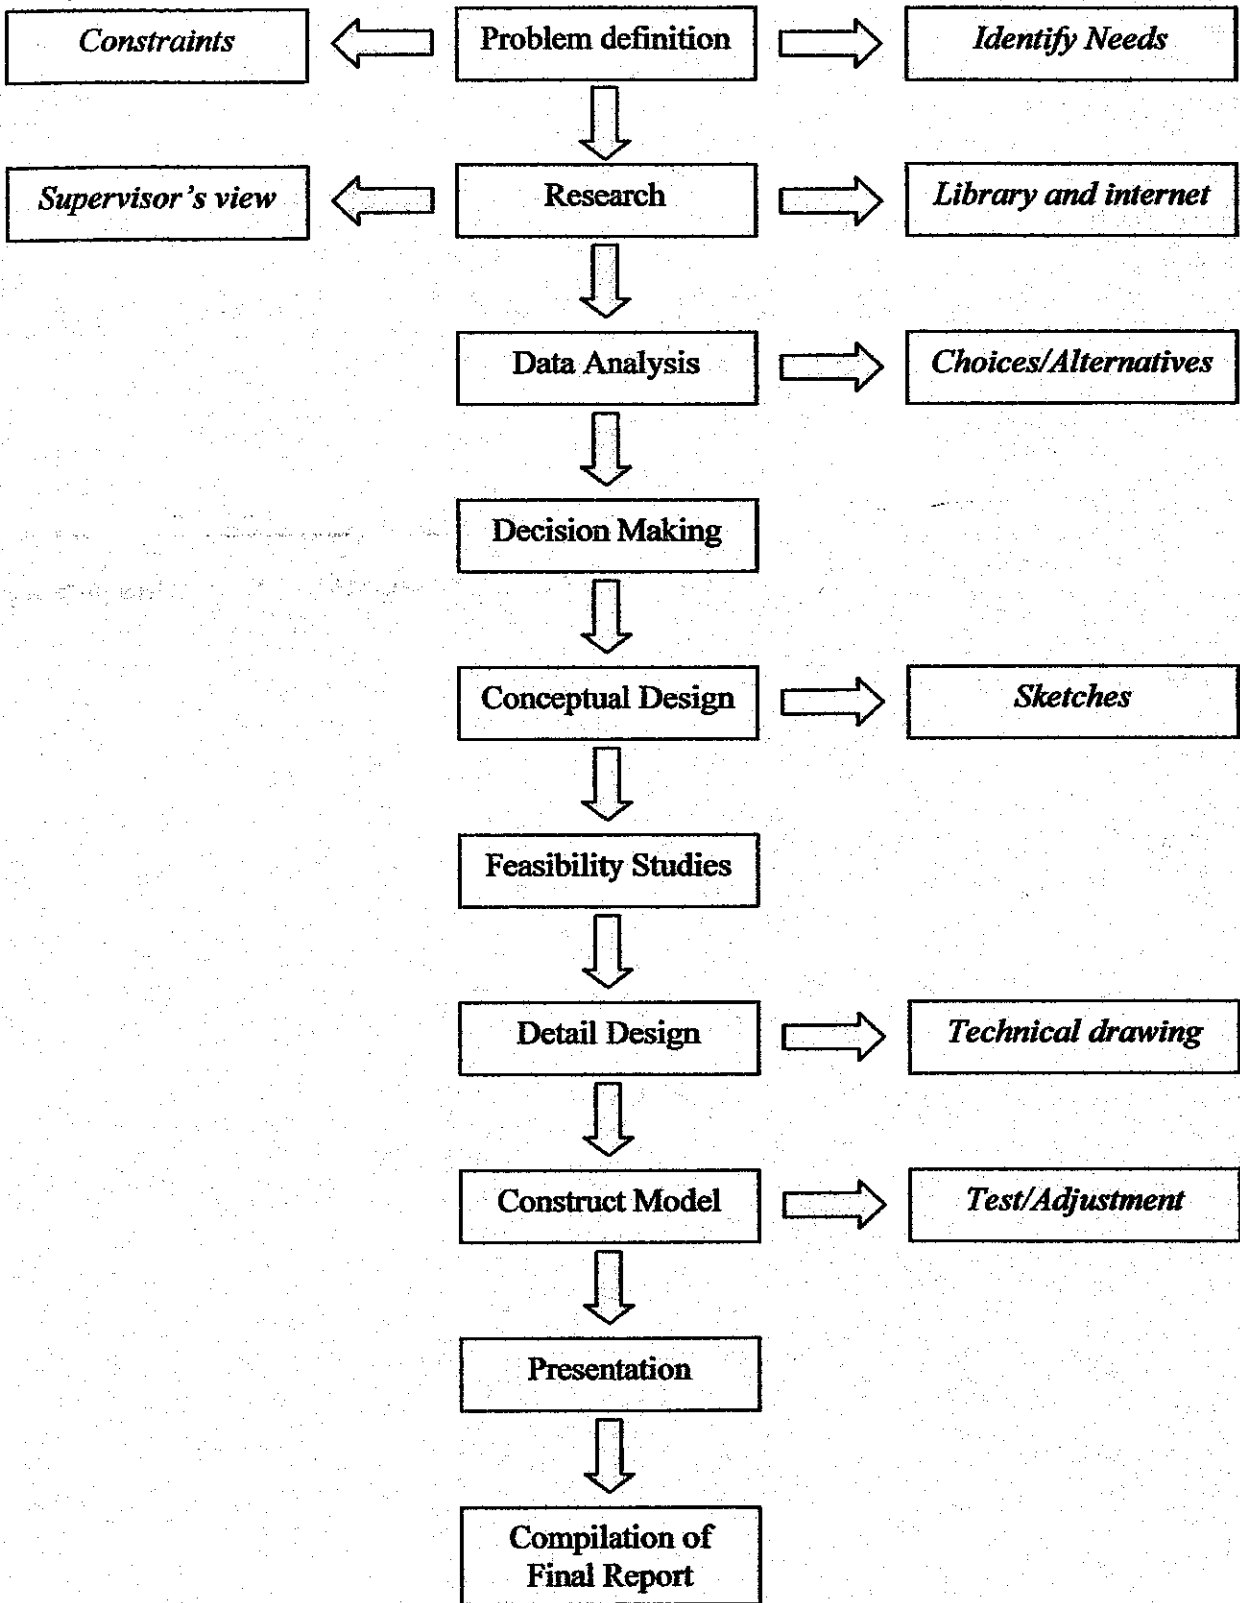 Constraints
Problem definition
Identify Needs
Supervisor's view
Research
Library and internet
Data Analysis
Choices/Alternatives
Decision Making
Conceptual Design
Sketches
Feasibility Studies
Detail Design
Technical drawing
Construct Model
Test/Adjustment
Presentation
Compilation of
Final Report